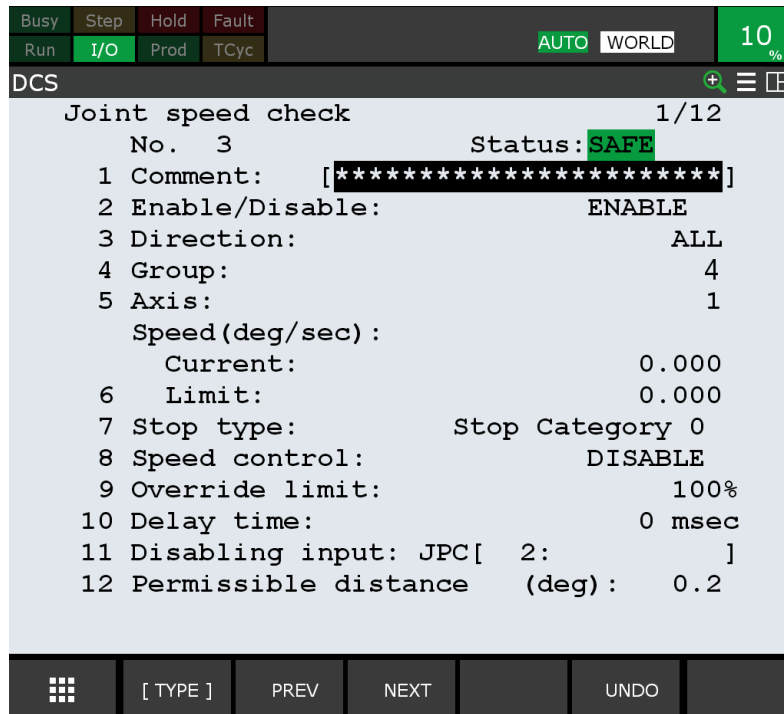 Busy Step Hold Fault
Run I/O Prod TCyc AUTO WORLD 10 %
DCS
Joint speed check 1/12
No. 3 Status:SAFE
1 Comment: [***********************]
2 Enable/Disable: ENABLE
3 Direction: ALL
4 Group: 4
5 Axis: 1
Speed(deg/sec):
Current: 0.000
6 Limit: 0.000
7 Stop type: Stop Category 0
8 Speed control: DISABLE
9 Override limit: 100%
10 Delay time: 0 msec
11 Disabling input: JPC[ 2: ]
12 Permissible distance (deg): 0.2
[ TYPE ] PREV NEXT UNDO